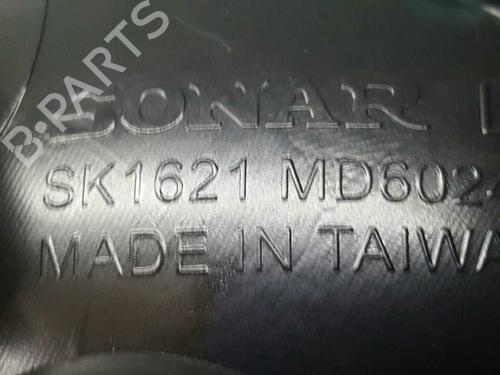 B-PARTS
SONAR
SK1621 MD602
MADE IN TAIWA